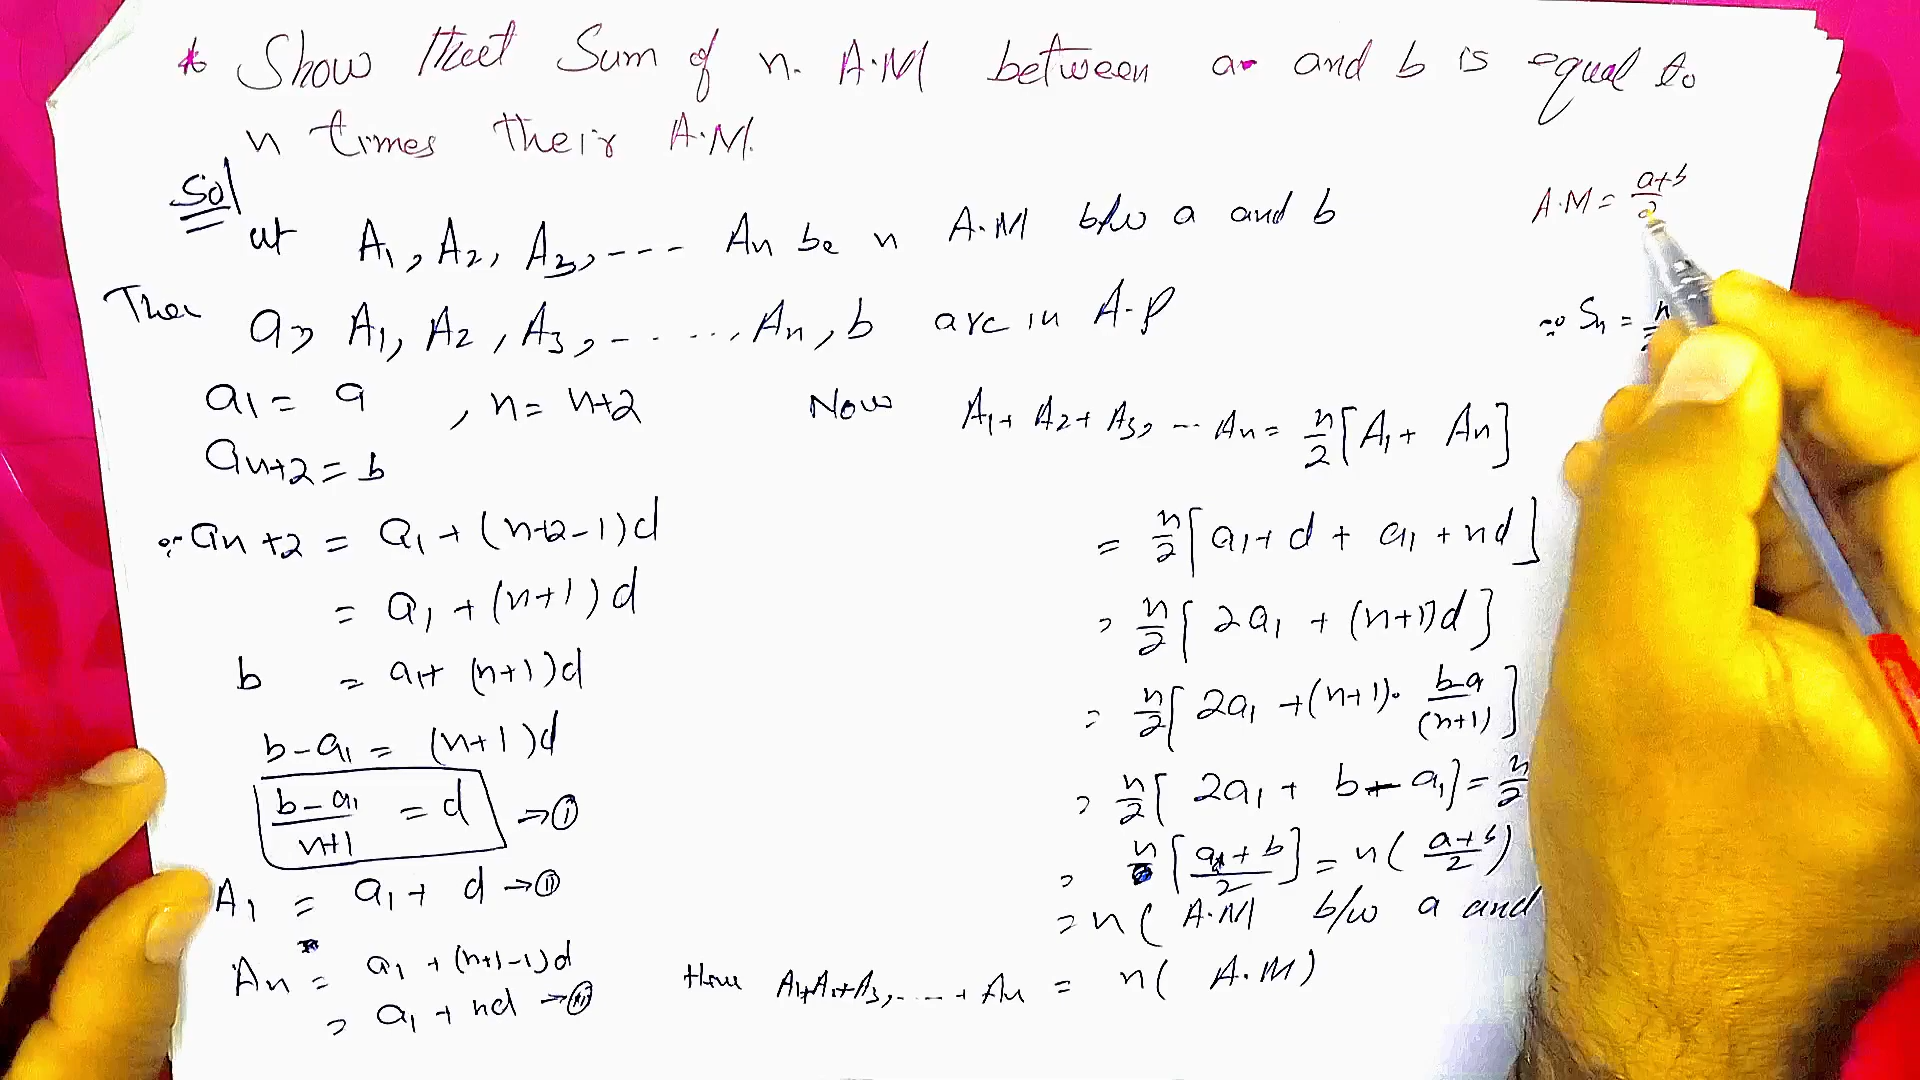 * Show that Sum of n. A.M between a and b is equal to
n times their A.M.
Sol
A.M = a+b/2
let A1, A2, A3, --- An be n A.M b/w a and b
Then a, A1, A2, A3, - . . ... An, b are in A.P
∵ Sn = n
a1 = a , n = n+2
an+2 = b
∵ an+2 = a1 + (n+2-1)d
= a1 + (n+1)d
b = a1+ (n+1)d
b-a1 = (n+1)d
b-a1/n+1 = d → (i)
A1 = a1 + d → (ii)
An = a1 + (n+1-1)d
= a1 + nd → (iii)
Now A1+ A2+ A3, --- An = n/2 [A1+ An]
= n/2 [a1+d + a1 + nd]
= n/2 [2a1 + (n+1)d]
= n/2 [2a1 +(n+1). b-a/(n+1)]
= n/2 [2a1 + b-a1] = n/2
= n [a+b/2] = n(a+b/2)
= n( A.M b/w a and
A1+A2+A3, ---- + An = n( A.M)